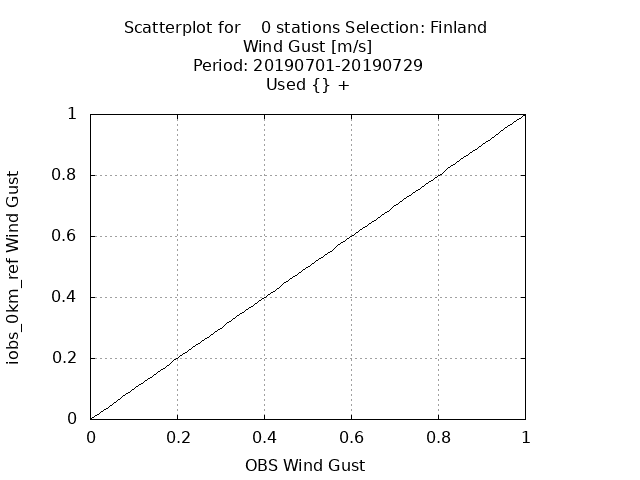 Scatterplot for    0 stations Selection: Finland
Wind Gust [m/s]
Period: 20190701-20190729
Used {} +
iobs_0km_ref Wind Gust
1
0.8
0.6
0.4
0.2
0
0 0.2 0.4 0.6 0.8 1
OBS Wind Gust